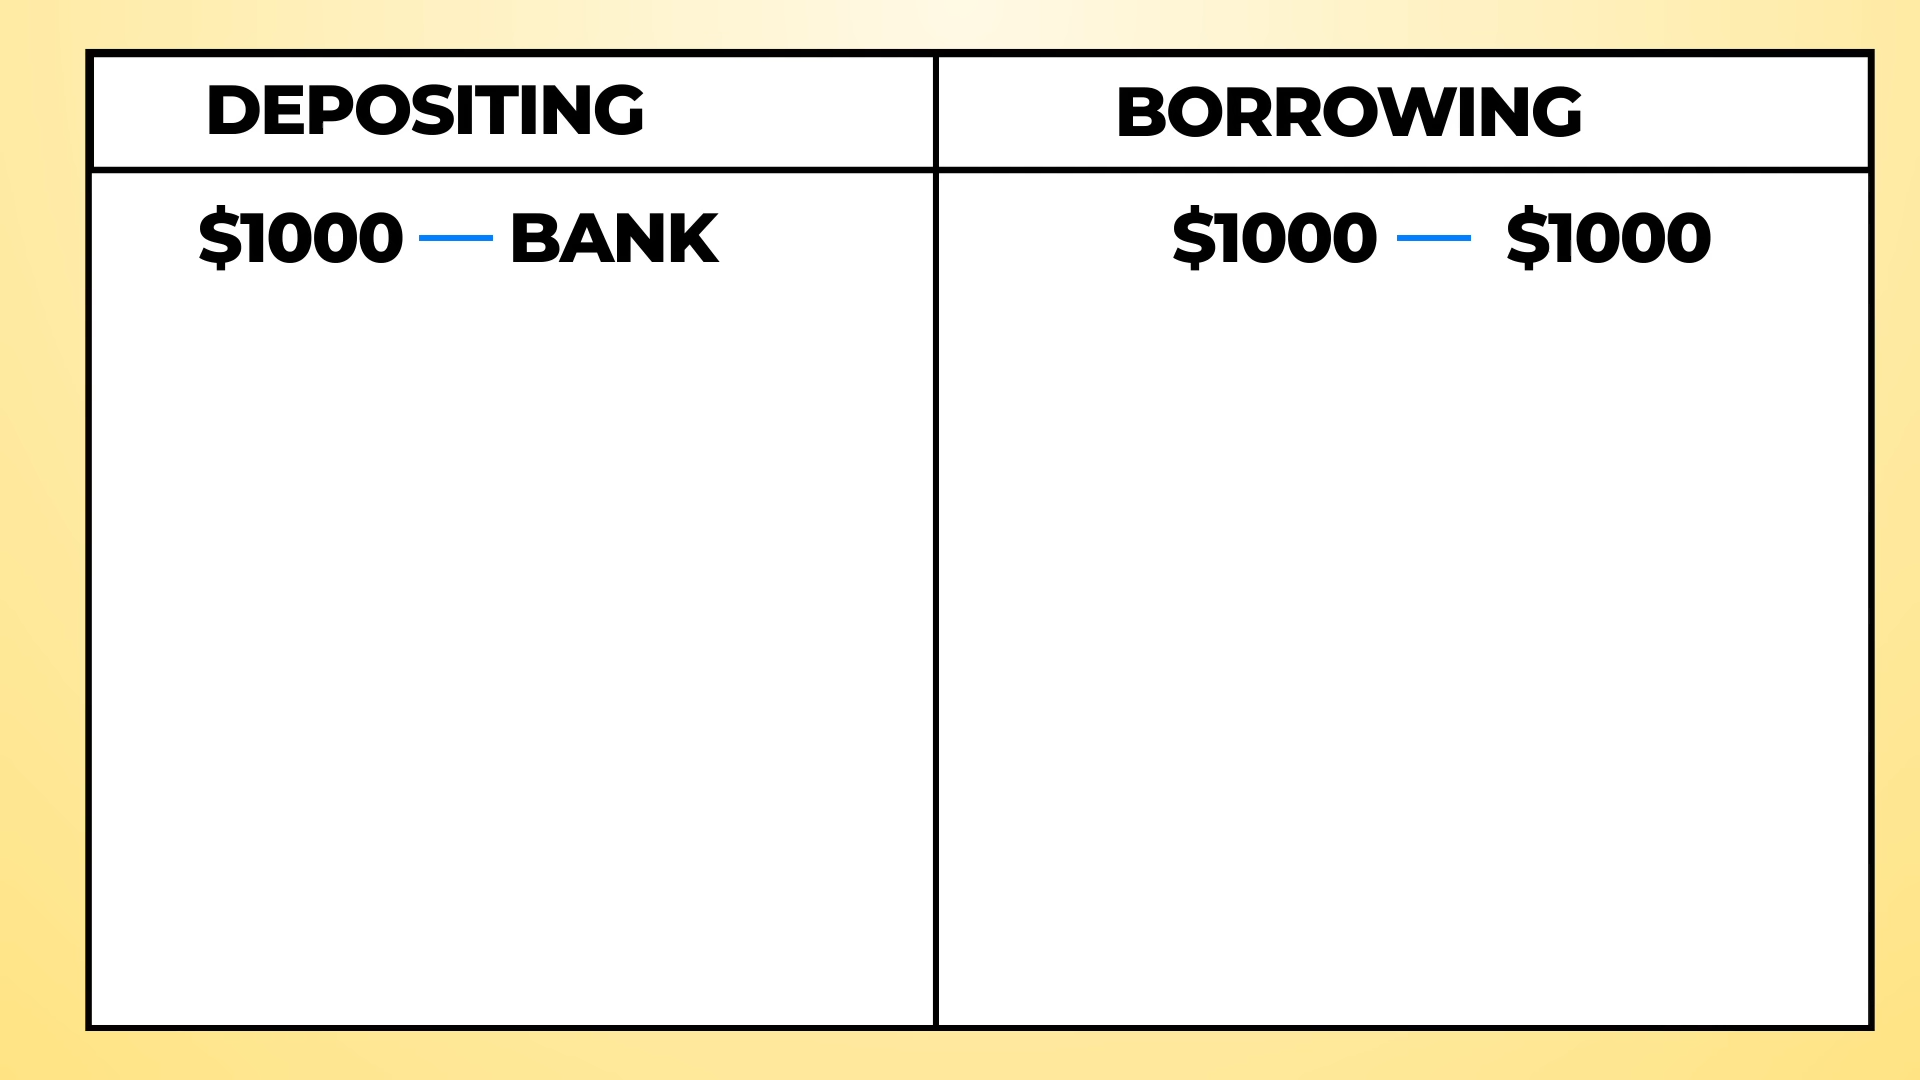 DEPOSITING
BORROWING
$1000 — BANK
$1000 — $1000